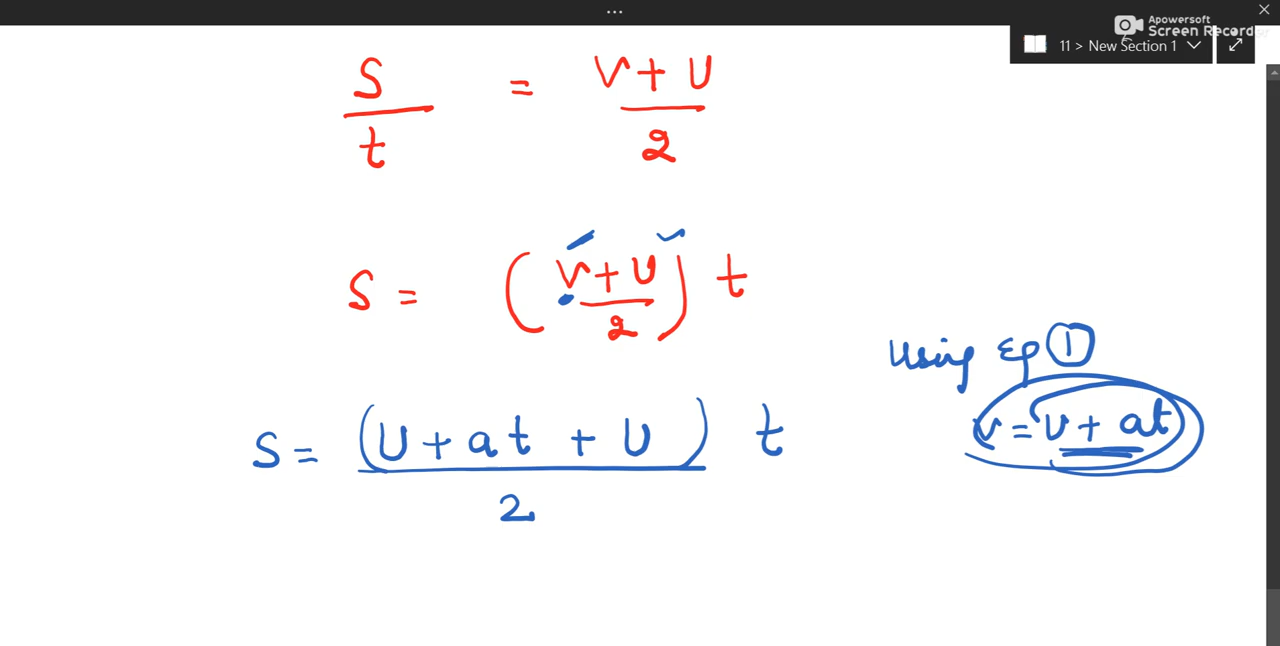 ...
Apowersoft
Screen Recorder
11 > New Section 1
S/t = (v+u)/2
S = (v+u/2) t
Using Eq ①
v = u + at
S = (u + at + u)/2 t